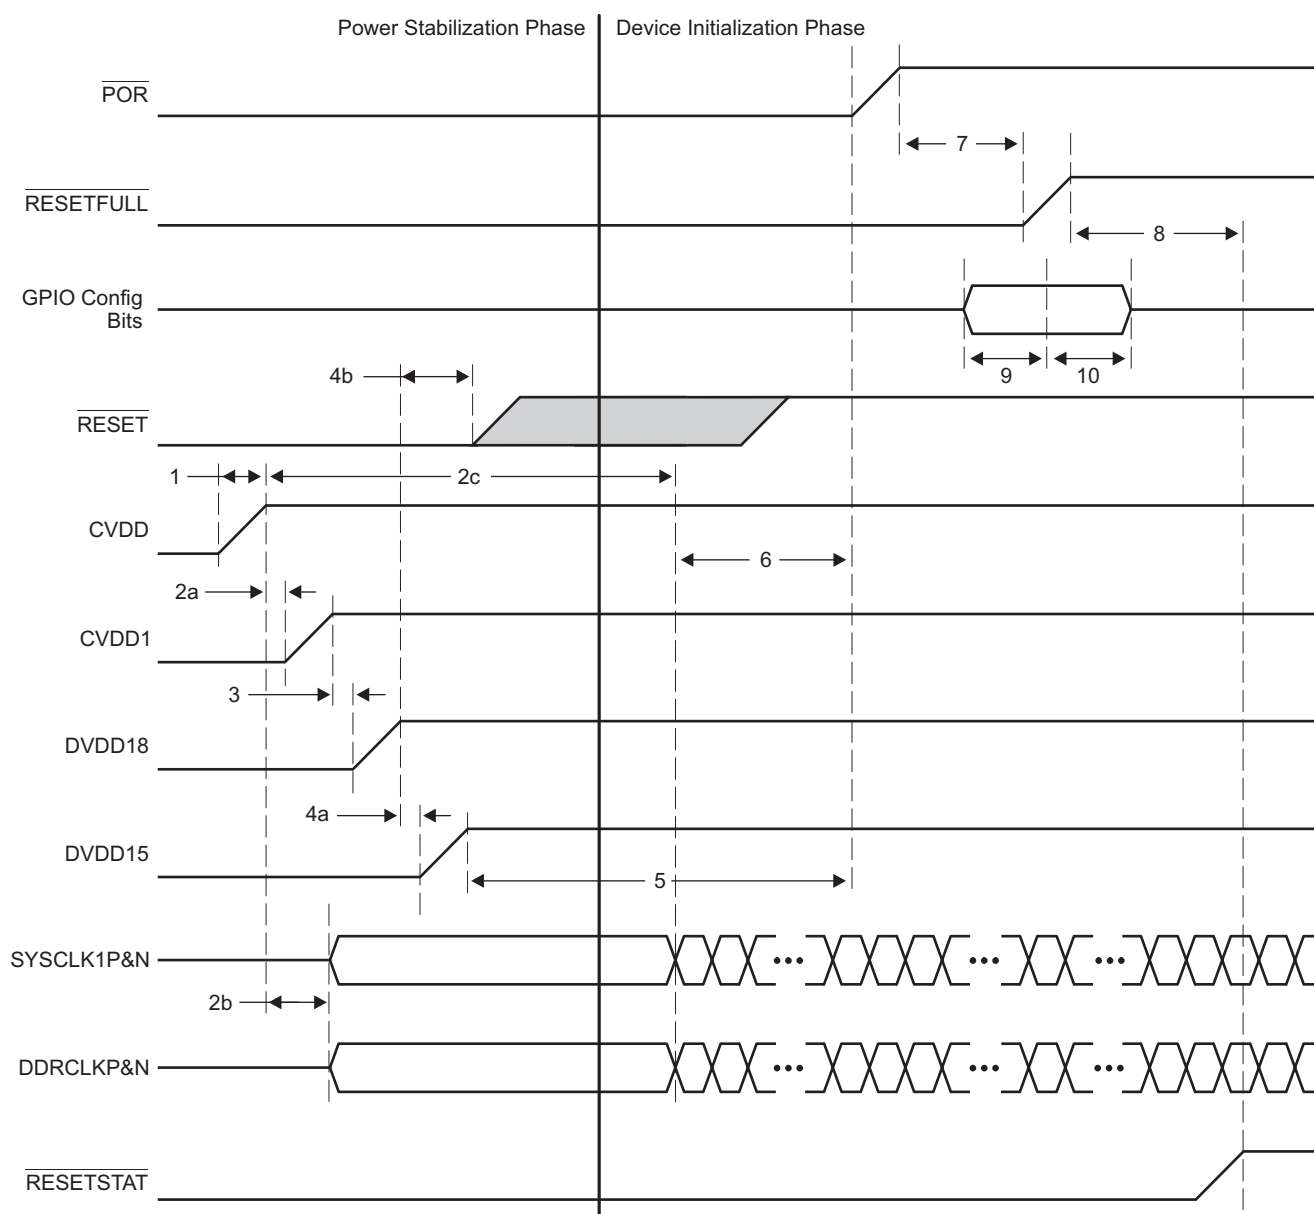 Power Stabilization Phase
Device Initialization Phase
POR
7
RESETFULL
8
GPIO Config
Bits
9
10
4b
RESET
1
2c
CVDD
6
2a
CVDD1
3
DVDD18
4a
DVDD15
5
SYSCLK1P&N
2b
DDRCLKP&N
RESETSTAT